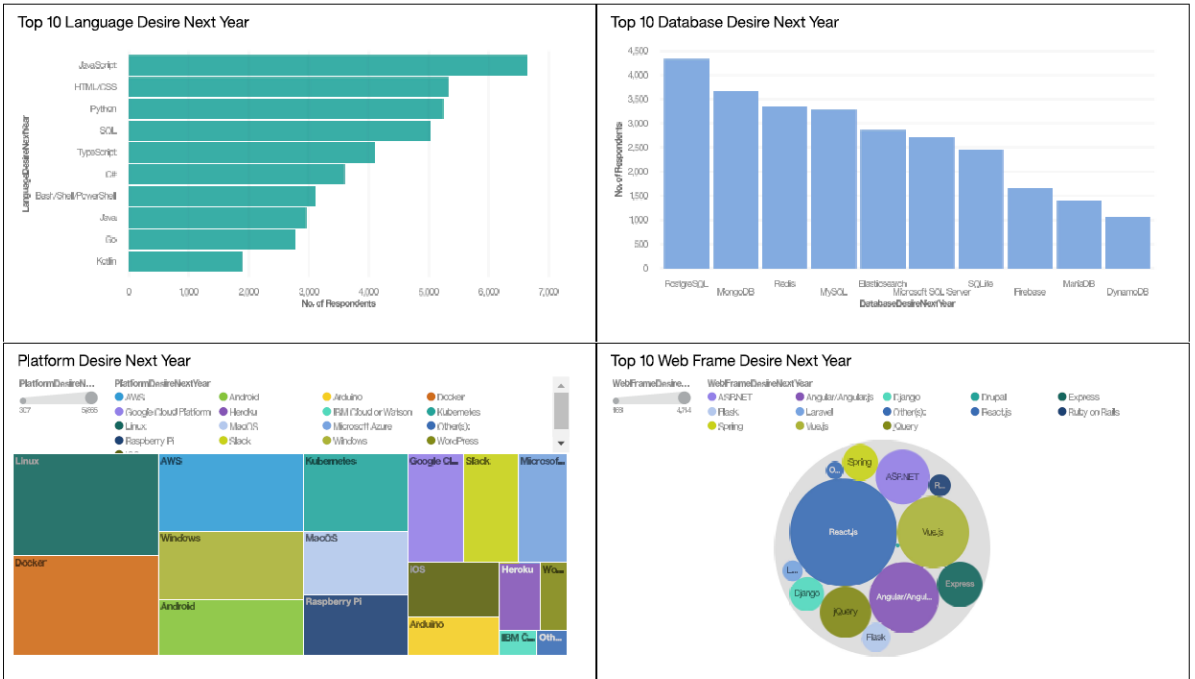 Top 10 Language Desire Next Year
LanguageDesireNextYear
JavaScript
HTML/CSS
Python
SQL
TypeScript
C#
Bash/Shell/PowerShell
Java
Go
Kotlin
0 1,000 2,000 3,000 4,000 5,000 6,000 7,000
No. of Respondents
Top 10 Database Desire Next Year
No. of Respondents
4,500
4,000
3,500
3,000
2,500
2,000
1,500
1,000
500
0
PostgreSQL MongoDB Redis MySQL Elasticsearch Microsoft SQL Server SQLite Firebase MariaDB DynamoDB
DatabaseDesireNextYear
Platform Desire Next Year
PlatformDesireN... PlatformDesireNextYear
307
AWS Android Arduino Docker
Google Cloud Platform Heroku IBM Cloud or Watson Kubernetes
Linux MacOS Microsoft Azure Other(s):
Raspberry Pi Slack Windows WordPress
Linux
AWS
Kubernetes
Google Cl...
Slack
Microsof...
Windows
MacOS
Docker
iOS
Heroku
Wo...
Android
Raspberry Pi
Arduino
IBM C...
Oth...
Top 10 Web Frame Desire Next Year
WebFrameDesire... WebFrameDesireNextYear
ASP.NET Angular/Angular.js Django Drupal Express
Flask Laravel Other(s): React.js Ruby on Rails
Spring Vue.js jQuery
Spring
O...
ASP.NET
R...
React.js
Vue.js
L...
Django
Angular/Angul...
Express
jQuery
Flask